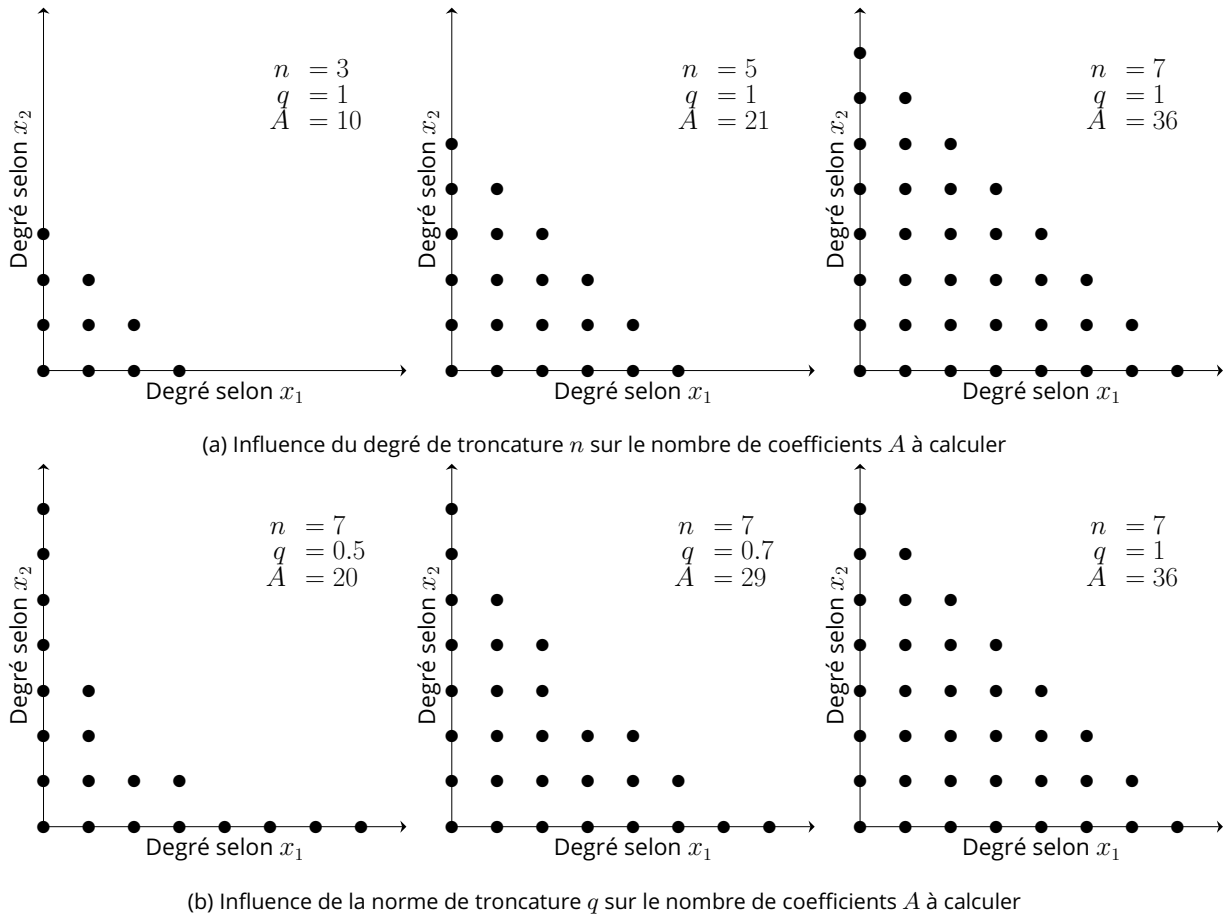 n = 3
q = 1
A = 10
Degré selon x₂
Degré selon x₁
n = 5
q = 1
A = 21
Degré selon x₂
Degré selon x₁
n = 7
q = 1
A = 36
Degré selon x₂
Degré selon x₁
(a) Influence du degré de troncature n sur le nombre de coefficients A à calculer
n = 7
q = 0.5
A = 20
Degré selon x₂
Degré selon x₁
n = 7
q = 0.7
A = 29
Degré selon x₂
Degré selon x₁
n = 7
q = 1
A = 36
Degré selon x₂
Degré selon x₁
(b) Influence de la norme de troncature q sur le nombre de coefficients A à calculer